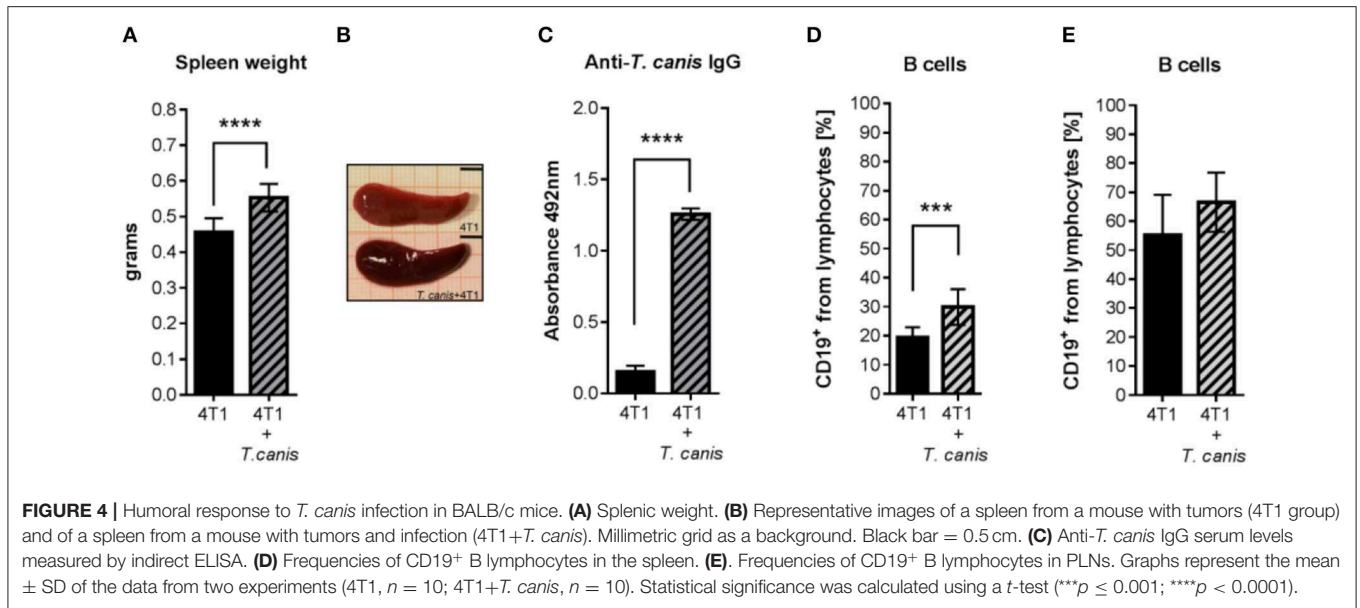 A
Spleen weight
grams
0.8
0.7
0.6
0.5
0.4
0.3
0.2
0.1
0.0
****
4T1
4T1
+
T.canis
B
4T1
T.canis+4T1
C
Anti-T. canis IgG
Absorbance 492nm
2.0
1.5
1.0
0.5
0.0
****
4T1
4T1
+
T. canis
D
B cells
CD19⁺ from lymphocytes [%]
100
90
80
70
60
50
40
30
20
10
0
***
4T1
4T1
+
T. canis
E
B cells
CD19⁺ from lymphocytes [%]
100
90
80
70
60
50
40
30
20
10
0
4T1
4T1
+
T. canis
FIGURE 4 | Humoral response to T. canis infection in BALB/c mice. (A) Splenic weight. (B) Representative images of a spleen from a mouse with tumors (4T1 group)
and of a spleen from a mouse with tumors and infection (4T1+T. canis). Millimetric grid as a background. Black bar = 0.5 cm. (C) Anti-T. canis IgG serum levels
measured by indirect ELISA. (D) Frequencies of CD19⁺ B lymphocytes in the spleen. (E). Frequencies of CD19⁺ B lymphocytes in PLNs. Graphs represent the mean
± SD of the data from two experiments (4T1, n = 10; 4T1+T. canis, n = 10). Statistical significance was calculated using a t-test (***p ≤ 0.001; ****p < 0.0001).